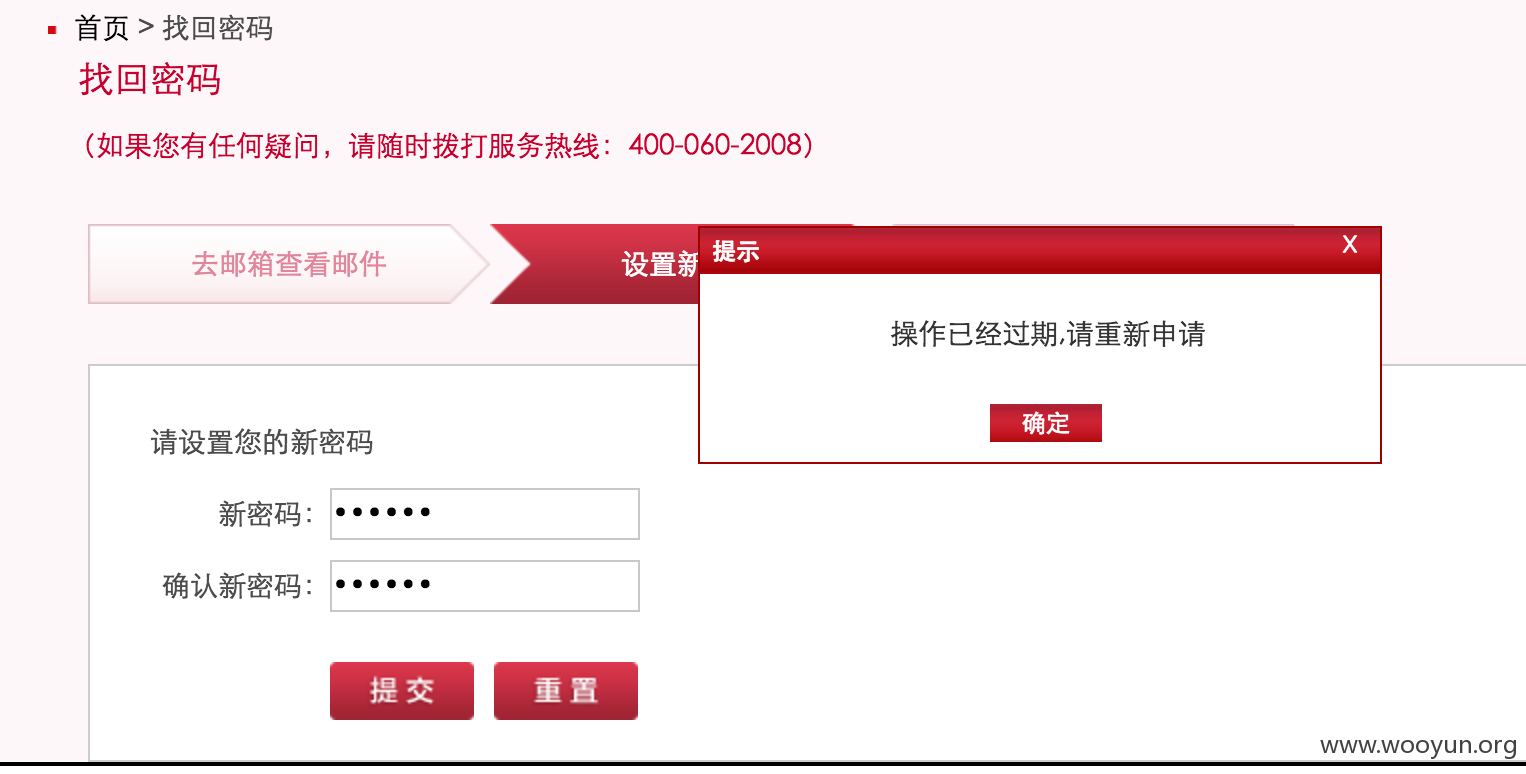 首页 > 找回密码
找回密码
（如果您有任何疑问，请随时拨打服务热线：400-060-2008）
去邮箱查看邮件
设置新
提示
X
操作已经过期,请重新申请
确定
请设置您的新密码
新密码：
确认新密码：
提交 重置
www.wooyun.org